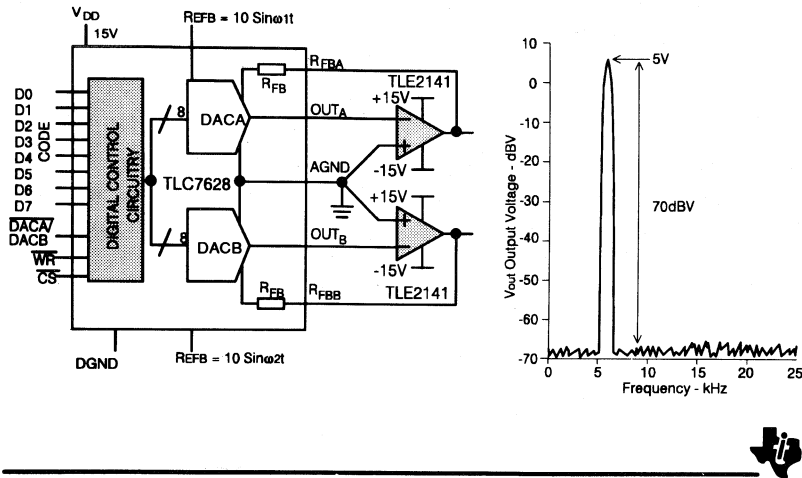 VDD
15V
REFB = 10 Sinω1t
RFBA
RFB
TLE2141
+15V
D0
D1
D2
D3
D4
D5
D6
D7
CODE
DIGITAL CONTROL
CIRCUITRY
8
DACA
OUTA
-15V
TLC7628
AGND
+15V
DACA/
DACB
WR
CS
8
DACB
OUTB
-15V
RFB
RFBB
TLE2141
DGND
REFB = 10 Sinω2t
Vout Output Voltage - dBV
10
0
-10
-20
-30
-40
-50
-60
-70
5V
70dBV
0
5
10
15
20
25
Frequency - kHz